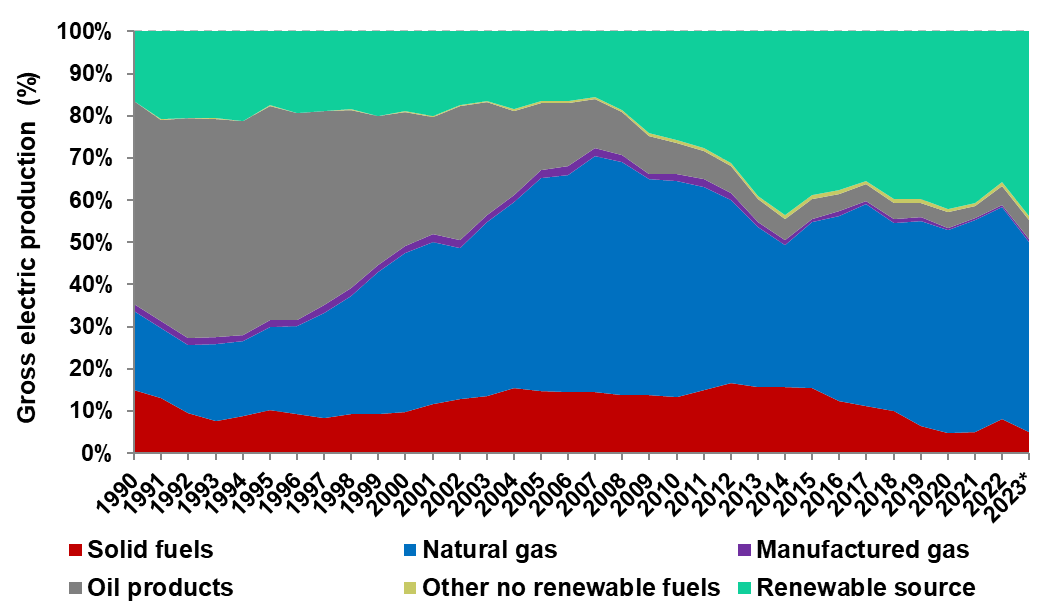 Gross electric production (%)
100%
90%
80%
70%
60%
50%
40%
30%
20%
10%
0%
1990 1991 1992 1993 1994 1995 1996 1997 1998 1999 2000 2001 2002 2003 2004 2005 2006 2007 2008 2009 2010 2011 2012 2013 2014 2015 2016 2017 2018 2019 2020 2021 2022 2023*
Solid fuels Natural gas Manufactured gas
Oil products Other no renewable fuels Renewable source